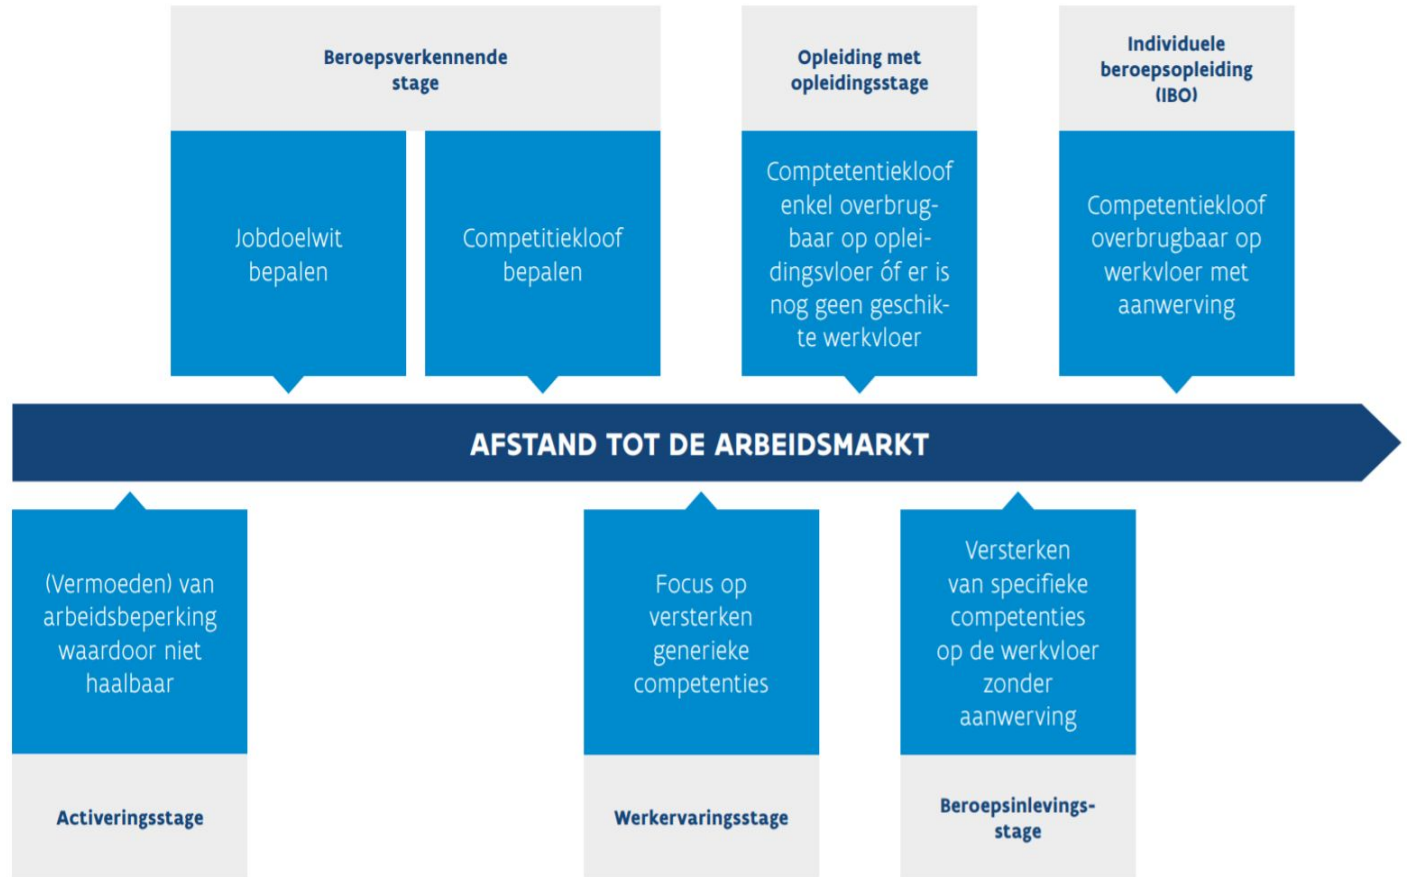 Beroepsverkennende
stage
Jobdoelwit
bepalen
Competitiekloof
bepalen
Opleiding met
opleidingsstage
Comptetentiekloof
enkel overbrug-
baar op oplei-
dingsvloer óf er is
nog geen geschik-
te werkvloer
Individuele
beroepsopleiding
(IBO)
Competentiekloof
overbrugbaar op
werkvloer met
aanwerving
AFSTAND TOT DE ARBEIDSMARKT
(Vermoeden) van
arbeidsbeperking
waardoor niet
haalbaar
Activeringsstage
Focus op
versterken
generieke
competenties
Werkervaringsstage
Versterken
van specifieke
competenties
op de werkvloer
zonder
aanwerving
Beroepsinlevings-
stage